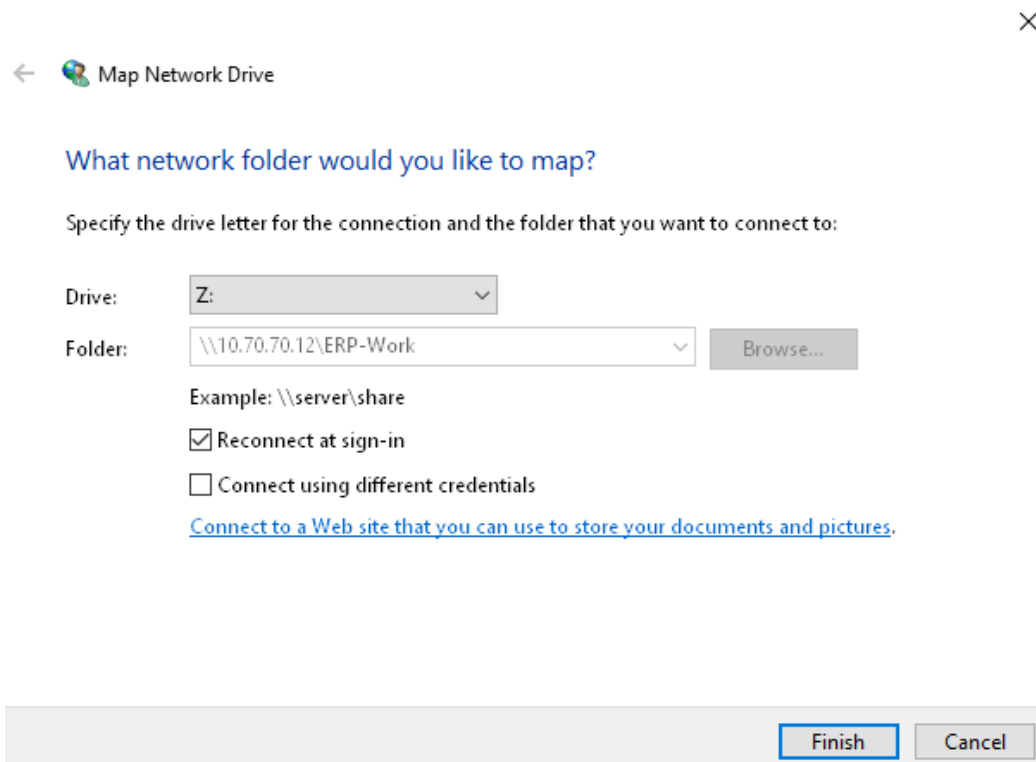 Map Network Drive
What network folder would you like to map?
Specify the drive letter for the connection and the folder that you want to connect to:
Drive: Z:
Folder: \\10.70.70.12\ERP-Work Browse...
Example: \\server\share
Reconnect at sign-in
Connect using different credentials
Connect to a Web site that you can use to store your documents and pictures.
Finish Cancel